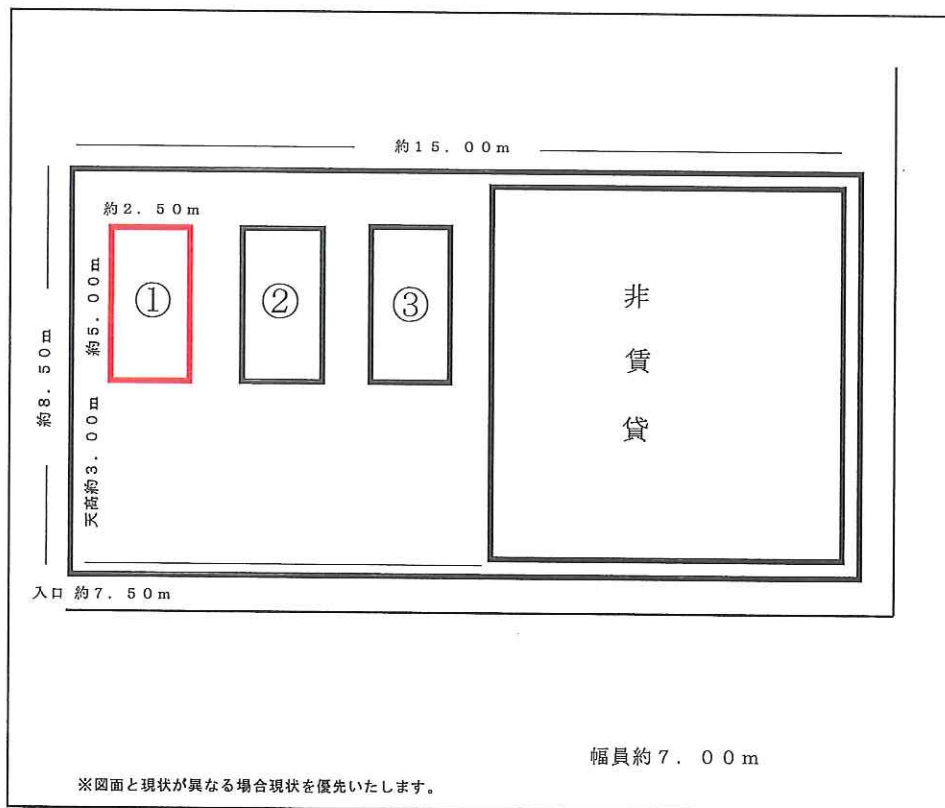 約15.00m
約2.50m
約5.00m
①
②
③
非賃貸
約8.50m
天高約3.00m
入口 約7.50m
幅員約7.00m
※図面と現状が異なる場合現状を優先いたします。